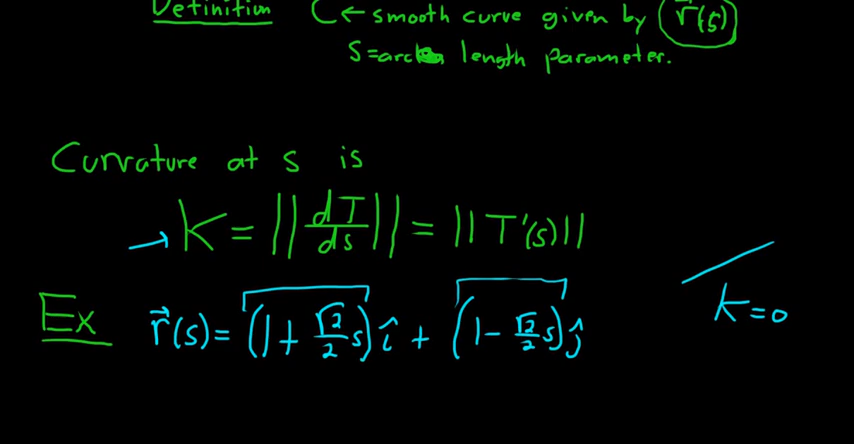 Definition C ← smooth curve given by r⃗(s)
S = arc length parameter.
Curvature at s is
→ K = ||dT/ds|| = ||T'(s)||
Ex r⃗(s) = (1 + √2/2 s) î + (1 - √2/2 s) ĵ
K = 0